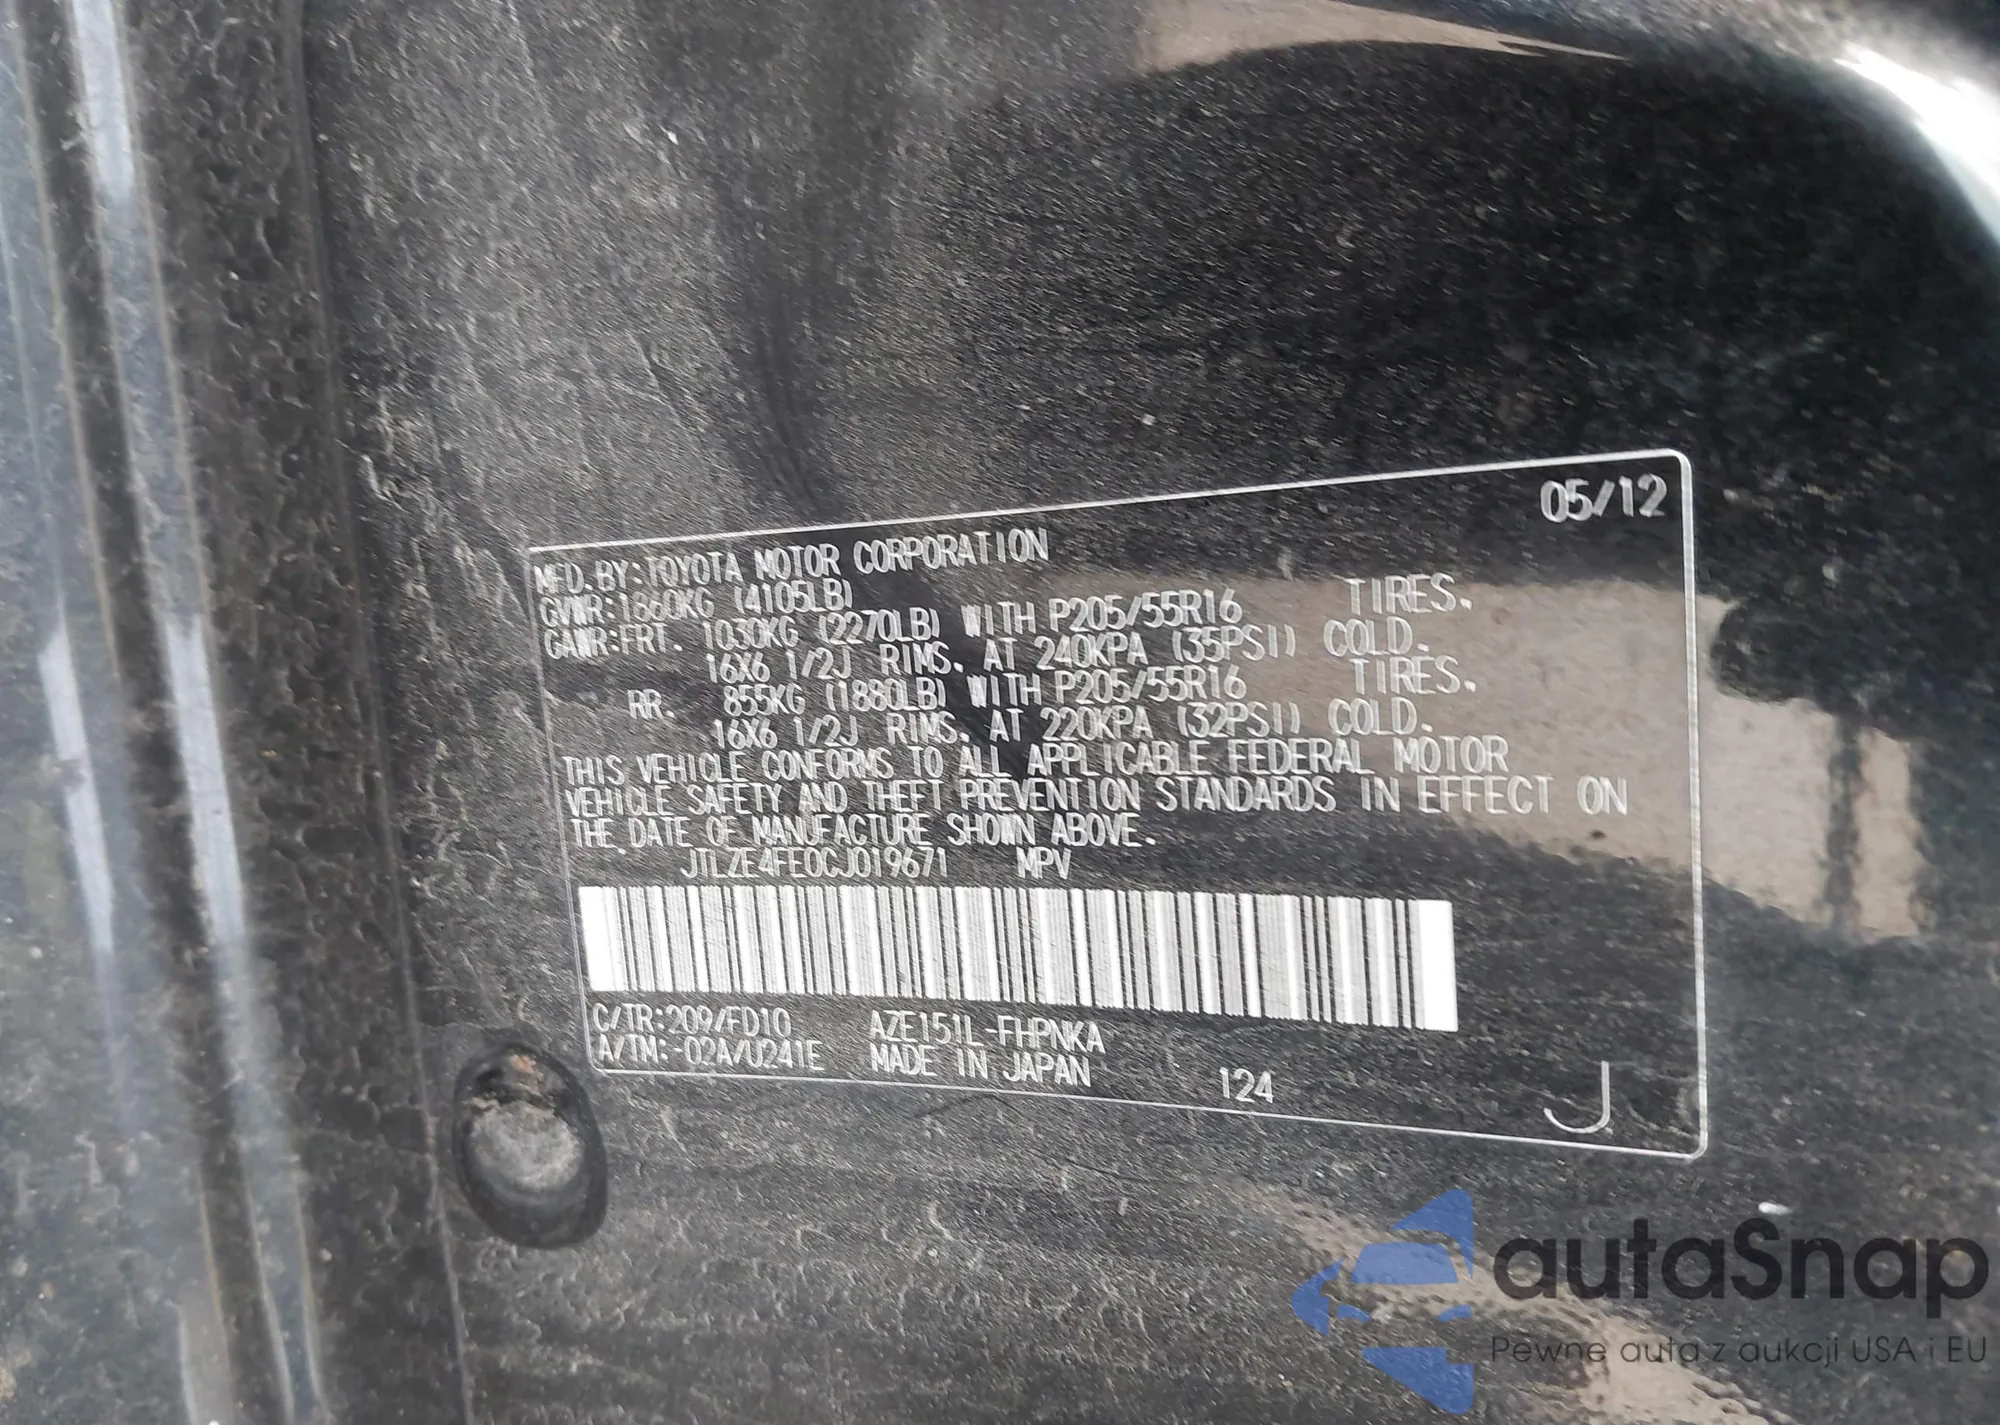 05/12
MFD.BY:TOYOTA MOTOR CORPORATION
GVWR:1860KG (4105LB)
GAWR:FRT. 1030KG (2270LB) WITH P205/55R16 TIRES.
16X6 1/2J RIMS. AT 240KPA (35PSI) COLD.
RR. 855KG (1880LB) WITH P205/55R16 TIRES.
16X6 1/2J RIMS. AT 220KPA (32PSI) COLD.
THIS VEHICLE CONFORMS TO ALL APPLICABLE FEDERAL MOTOR
VEHICLE SAFETY AND THEFT PREVENTION STANDARDS IN EFFECT ON
THE DATE OF MANUFACTURE SHOWN ABOVE.
JTLZE4FE0CJ019671 MPV
C/TR:209/FD10 AZE151L-FHPNKA
A/TM:-02A/U241E MADE IN JAPAN 124
J
autaSnap
Pewne auta z aukcji USA i EU